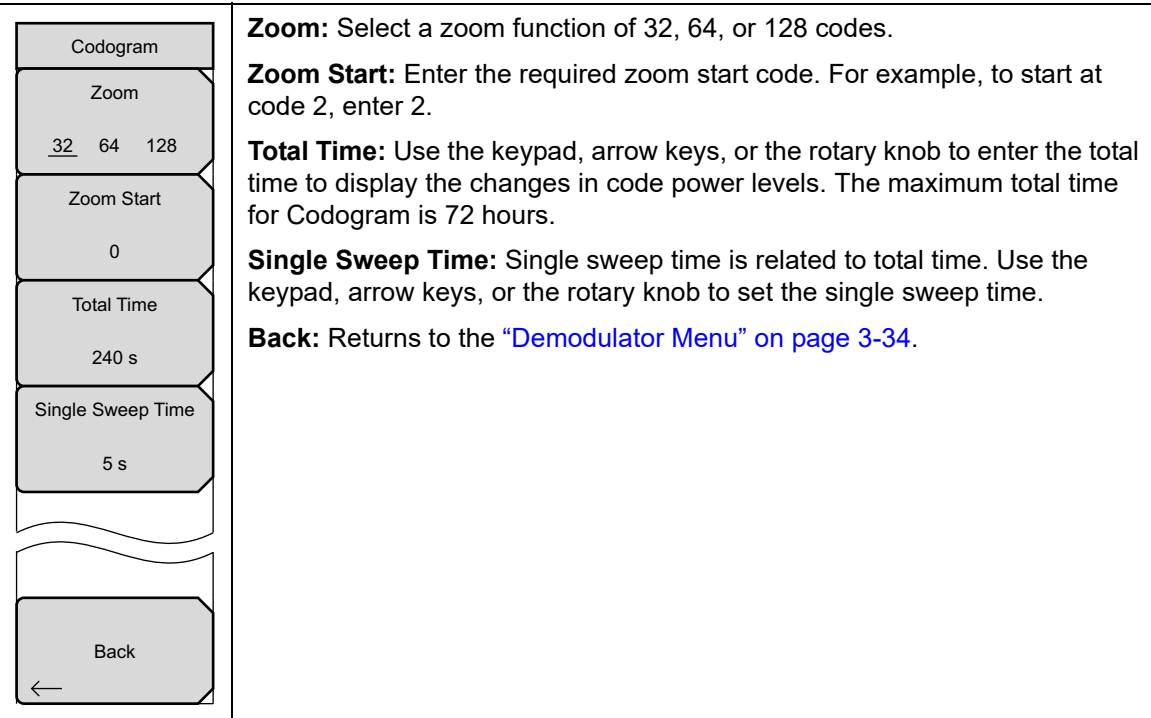 Codogram
Zoom
32 64 128
Zoom Start
0
Total Time
240 s
Single Sweep Time
5 s
Back
Zoom: Select a zoom function of 32, 64, or 128 codes.
Zoom Start: Enter the required zoom start code. For example, to start at
code 2, enter 2.
Total Time: Use the keypad, arrow keys, or the rotary knob to enter the total
time to display the changes in code power levels. The maximum total time
for Codogram is 72 hours.
Single Sweep Time: Single sweep time is related to total time. Use the
keypad, arrow keys, or the rotary knob to set the single sweep time.
Back: Returns to the “Demodulator Menu” on page 3-34.